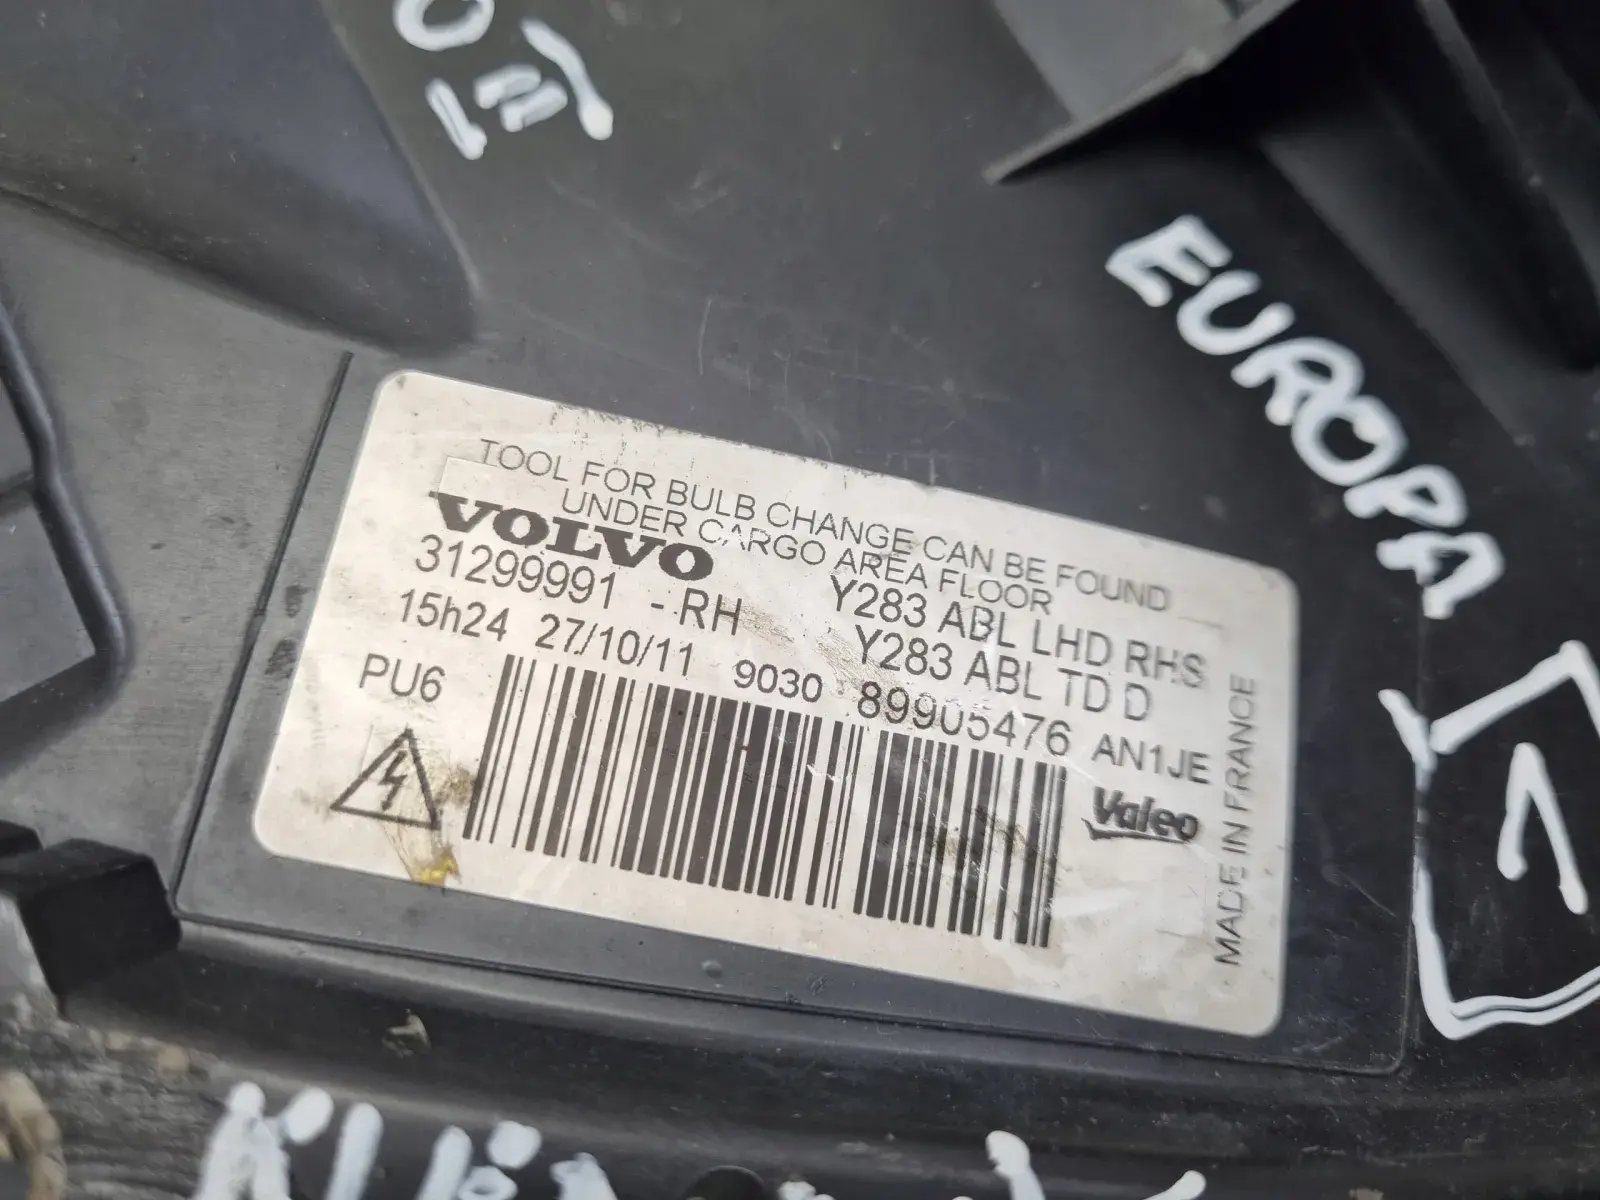 EUROPA
TOOL FOR BULB CHANGE CAN BE FOUND
UNDER CARGO AREA FLOOR
VOLVO
31299991 - RH
Y283 ABL LHD RHS
15h24 27/10/11
Y283 ABL TD D
PU6
9030 89905476 AN1JE
Valeo
MADE IN FRANCE